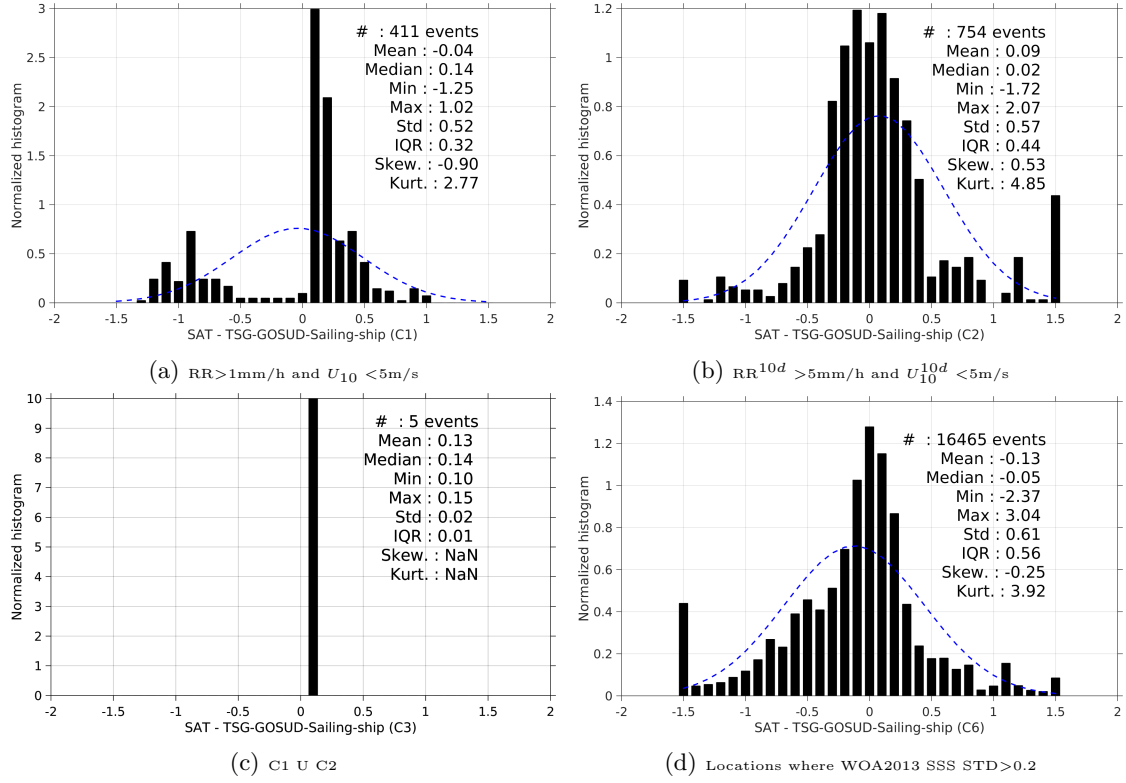 3
2.5
2
1.5
1
0.5
0
Normalized histogram
# : 411 events
Mean : -0.04
Median : 0.14
Min : -1.25
Max : 1.02
Std : 0.52
IQR : 0.32
Skew. : -0.90
Kurt. : 2.77
-2 -1.5 -1 -0.5 0 0.5 1 1.5 2
SAT - TSG-GOSUD-Sailing-ship (C1)
(a) RR>1mm/h and U10 <5m/s
1.2
1
0.8
0.6
0.4
0.2
0
Normalized histogram
# : 754 events
Mean : 0.09
Median : 0.02
Min : -1.72
Max : 2.07
Std : 0.57
IQR : 0.44
Skew. : 0.53
Kurt. : 4.85
-2 -1.5 -1 -0.5 0 0.5 1 1.5 2
SAT - TSG-GOSUD-Sailing-ship (C2)
(b) RR10d >5mm/h and U10 10d <5m/s
10
9
8
7
6
5
4
3
2
1
0
Normalized histogram
# : 5 events
Mean : 0.13
Median : 0.14
Min : 0.10
Max : 0.15
Std : 0.02
IQR : 0.01
Skew. : NaN
Kurt. : NaN
-2 -1.5 -1 -0.5 0 0.5 1 1.5 2
SAT - TSG-GOSUD-Sailing-ship (C3)
(c) C1 U C2
1.4
1.2
1
0.8
0.6
0.4
0.2
0
Normalized histogram
# : 16465 events
Mean : -0.13
Median : -0.05
Min : -2.37
Max : 3.04
Std : 0.61
IQR : 0.56
Skew. : -0.25
Kurt. : 3.92
-2 -1.5 -1 -0.5 0 0.5 1 1.5 2
SAT - TSG-GOSUD-Sailing-ship (C6)
(d) Locations where WOA2013 SSS STD>0.2